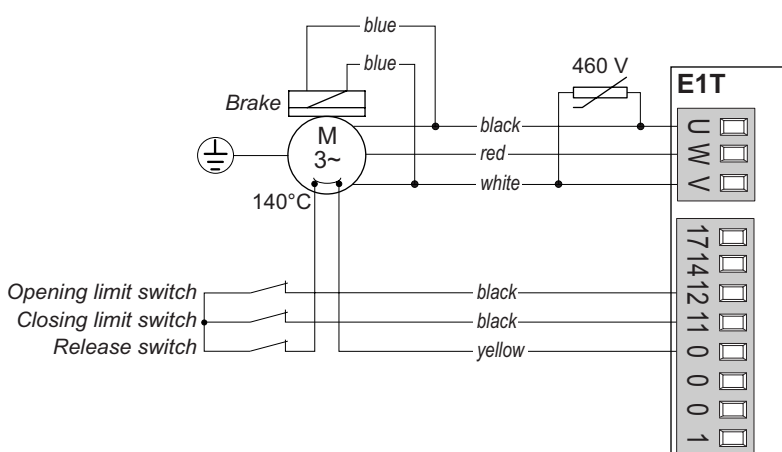 blue
blue
460 V
E1T
Brake
black
U
M
3~
red
W
white
V
140°C
17
14
Opening limit switch
black
12
Closing limit switch
black
11
Release switch
yellow
0
0
0
1